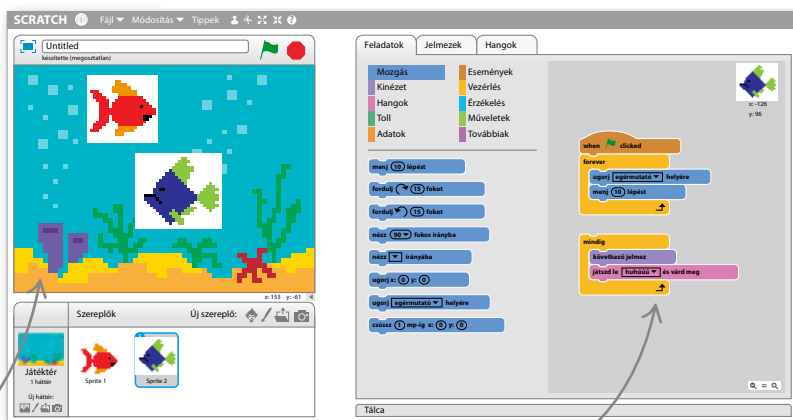 SCRATCH Fájl Módosítás Tippek
Untitled
készítette (megosztatlan)
x: 153 y: -61
Szereplők Új szereplő:
Játéktér
1 háttér
Új háttér:
Sprite 1
Sprite 2
Feladatok Jelmezek Hangok
Mozgás Események
Kinézet Vezérlés
Hangok Érzékelés
Toll Műveletek
Adatok Továbbiak
menj 10 lépést
fordulj 15 fokot
fordulj 15 fokot
nézz 90 fokos irányba
nézz irányába
ugorj x: 0 y: 0
ugorj egérmutató helyére
csússz 1 mp-ig x: 0 y: 0
x: -126
y: 96
when clicked
forever
ugorj egérmutató helyére
menj 10 lépést
mindig
következő jelmez
játszd le huhúúú és várd meg
Tálca